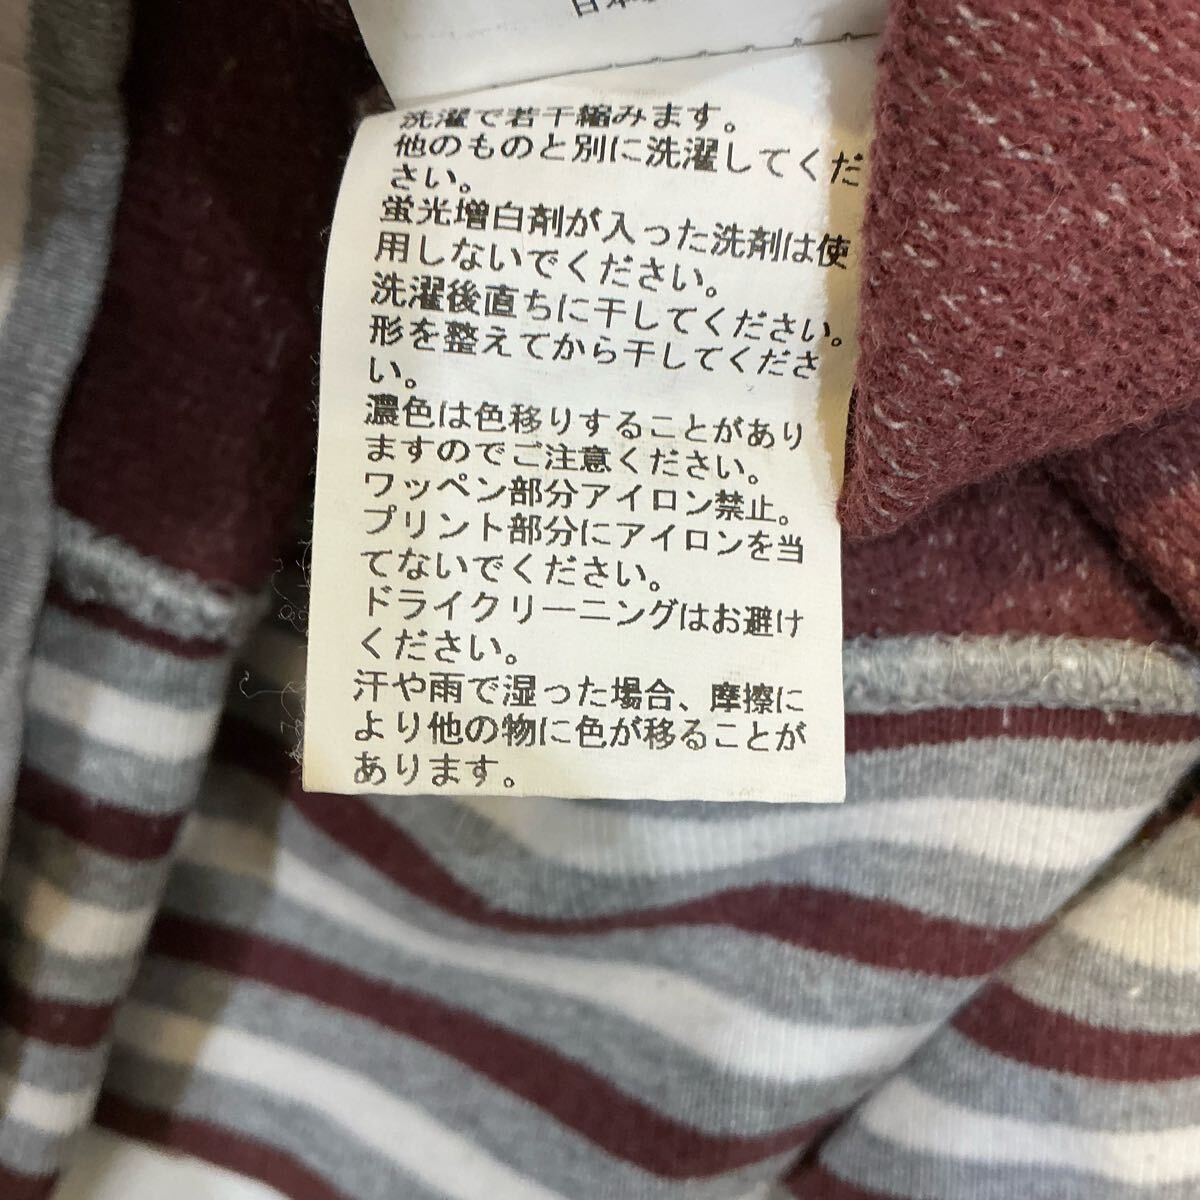 日本
洗濯で若干縮みます。
他のものと別に洗濯してくだ
さい。
蛍光増白剤が入った洗剤は使
用しないでください。
洗濯後直ちに干してください。
形を整えてから干してくださ
い。
濃色は色移りすることがあり
ますのでご注意ください。
ワッペン部分アイロン禁止。
プリント部分にアイロンを当
てないでください。
ドライクリーニングはお避け
ください。
汗や雨で湿った場合、摩擦に
より他の物に色が移ることが
あります。